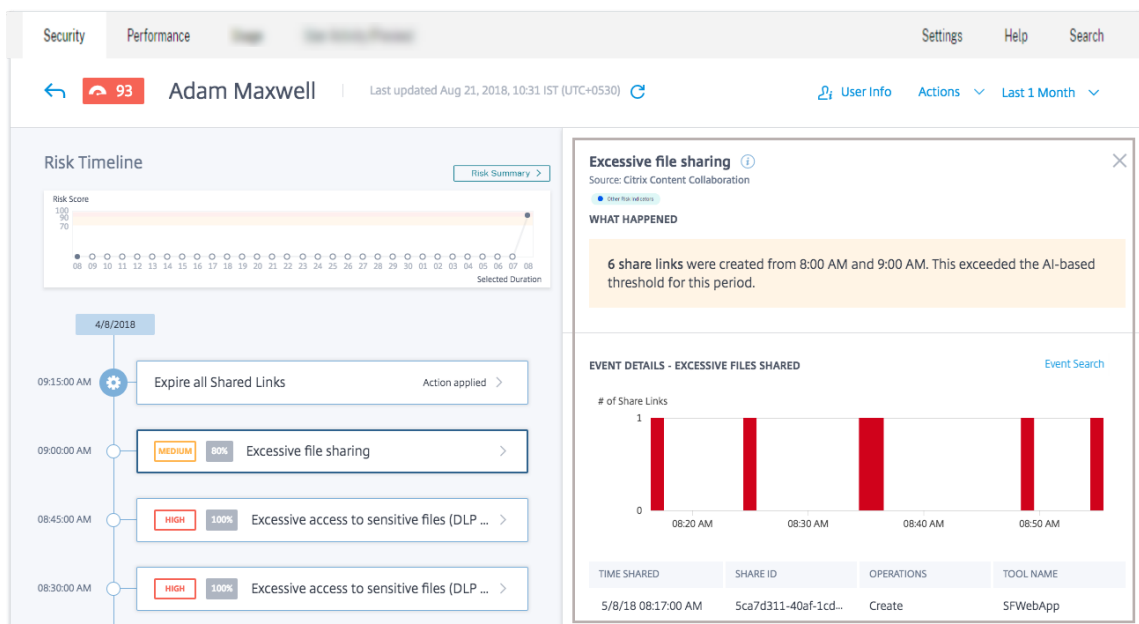 Security Performance Settings Help Search
93 Adam Maxwell Last updated Aug 21, 2018, 10:31 IST (UTC+0530) User Info Actions Last 1 Month
Risk Timeline
Risk Summary >
Risk Score
100
90
70
08 09 10 11 12 13 14 15 16 17 18 19 20 21 22 23 24 25 26 27 28 29 30 01 02 03 04 05 06 07 08
Selected Duration
4/8/2018
09:15:00 AM Expire all Shared Links Action applied
09:00:00 AM MEDIUM 80% Excessive file sharing
08:45:00 AM HIGH 100% Excessive access to sensitive files (DLP ...
08:30:00 AM HIGH 100% Excessive access to sensitive files (DLP ...
Excessive file sharing
Source: Citrix Content Collaboration
Other Risk Indicators
WHAT HAPPENED
6 share links were created from 8:00 AM and 9:00 AM. This exceeded the AI-based
threshold for this period.
EVENT DETAILS - EXCESSIVE FILES SHARED Event Search
# of Share Links
1
0
08:20 AM 08:30 AM 08:40 AM 08:50 AM
TIME SHARED SHARE ID OPERATIONS TOOL NAME
5/8/18 08:17:00 AM 5ca7d311-40af-1cd... Create SFWebApp